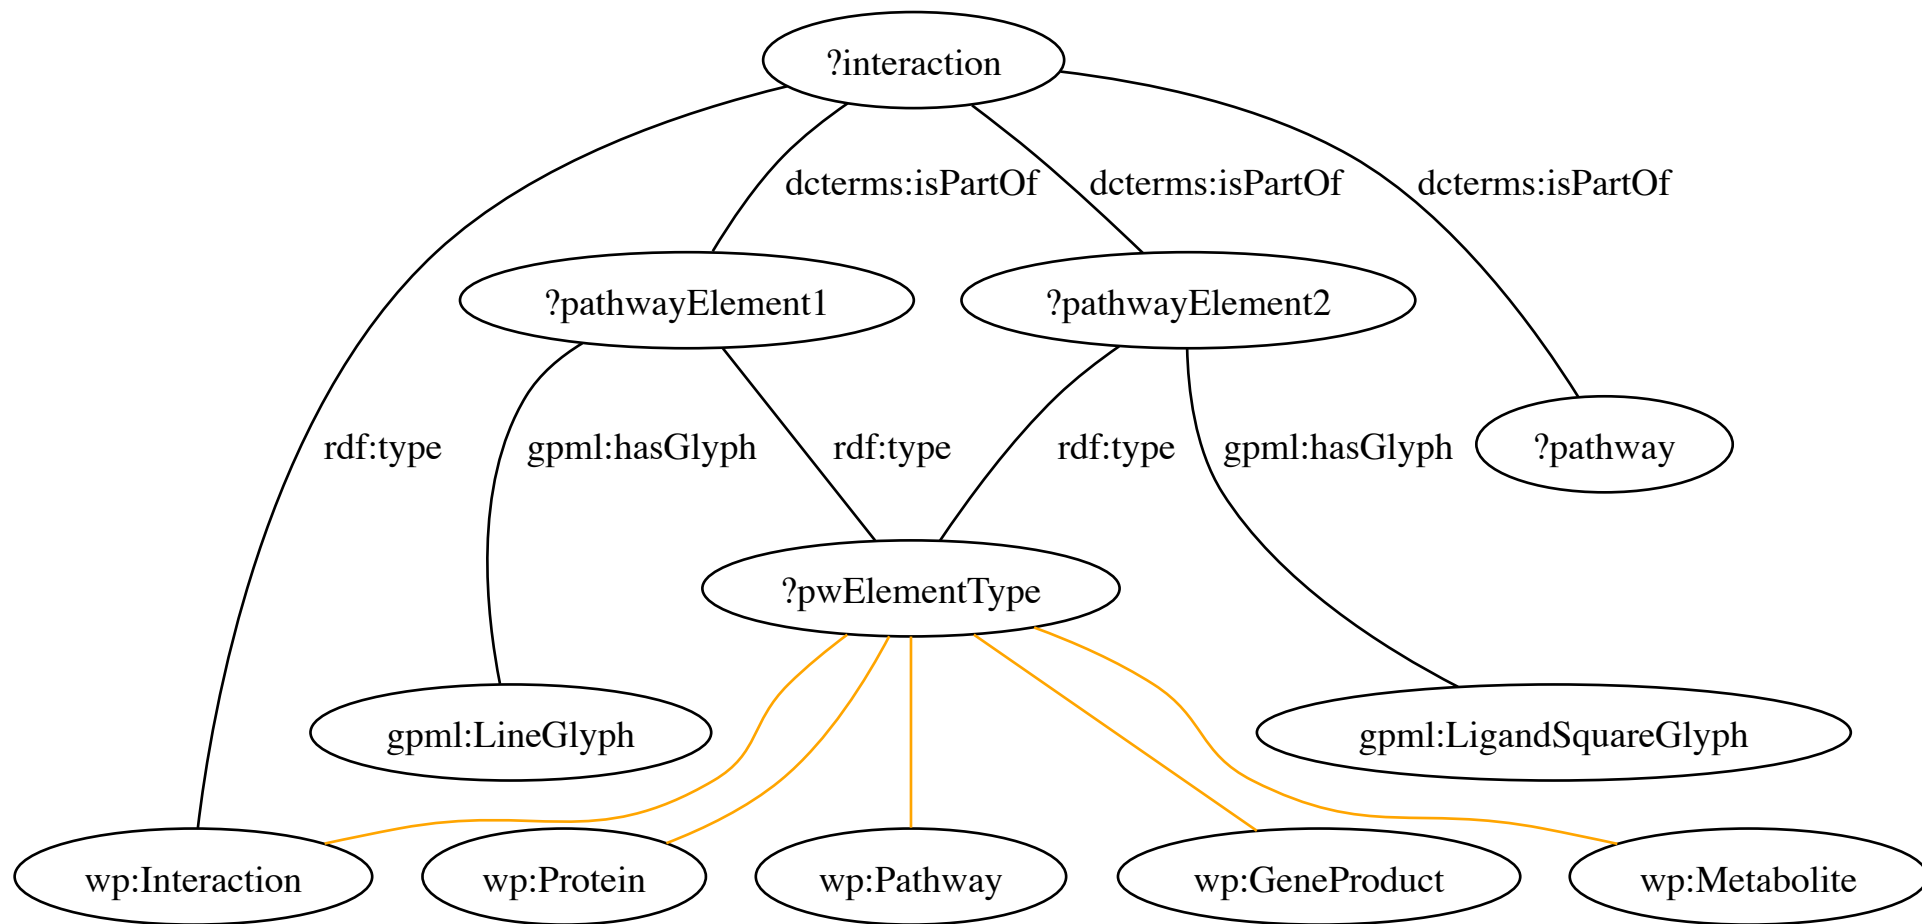 ?interaction
dcterms:isPartOf
dcterms:isPartOf
dcterms:isPartOf
?pathwayElement1
?pathwayElement2
rdf:type
gpml:hasGlyph
rdf:type
rdf:type
gpml:hasGlyph
?pathway
?pwElementType
gpml:LineGlyph
gpml:LigandSquareGlyph
wp:Interaction
wp:Protein
wp:Pathway
wp:GeneProduct
wp:Metabolite